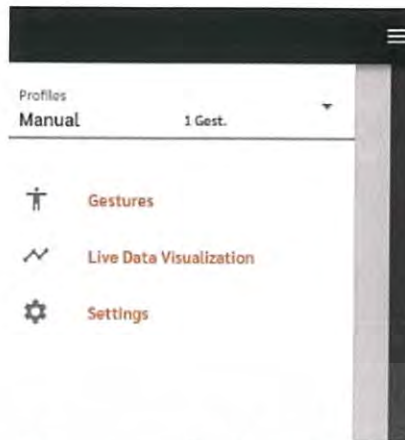 Profiles
Manual 1 Gest.
Gestures
Live Data Visualization
Settings